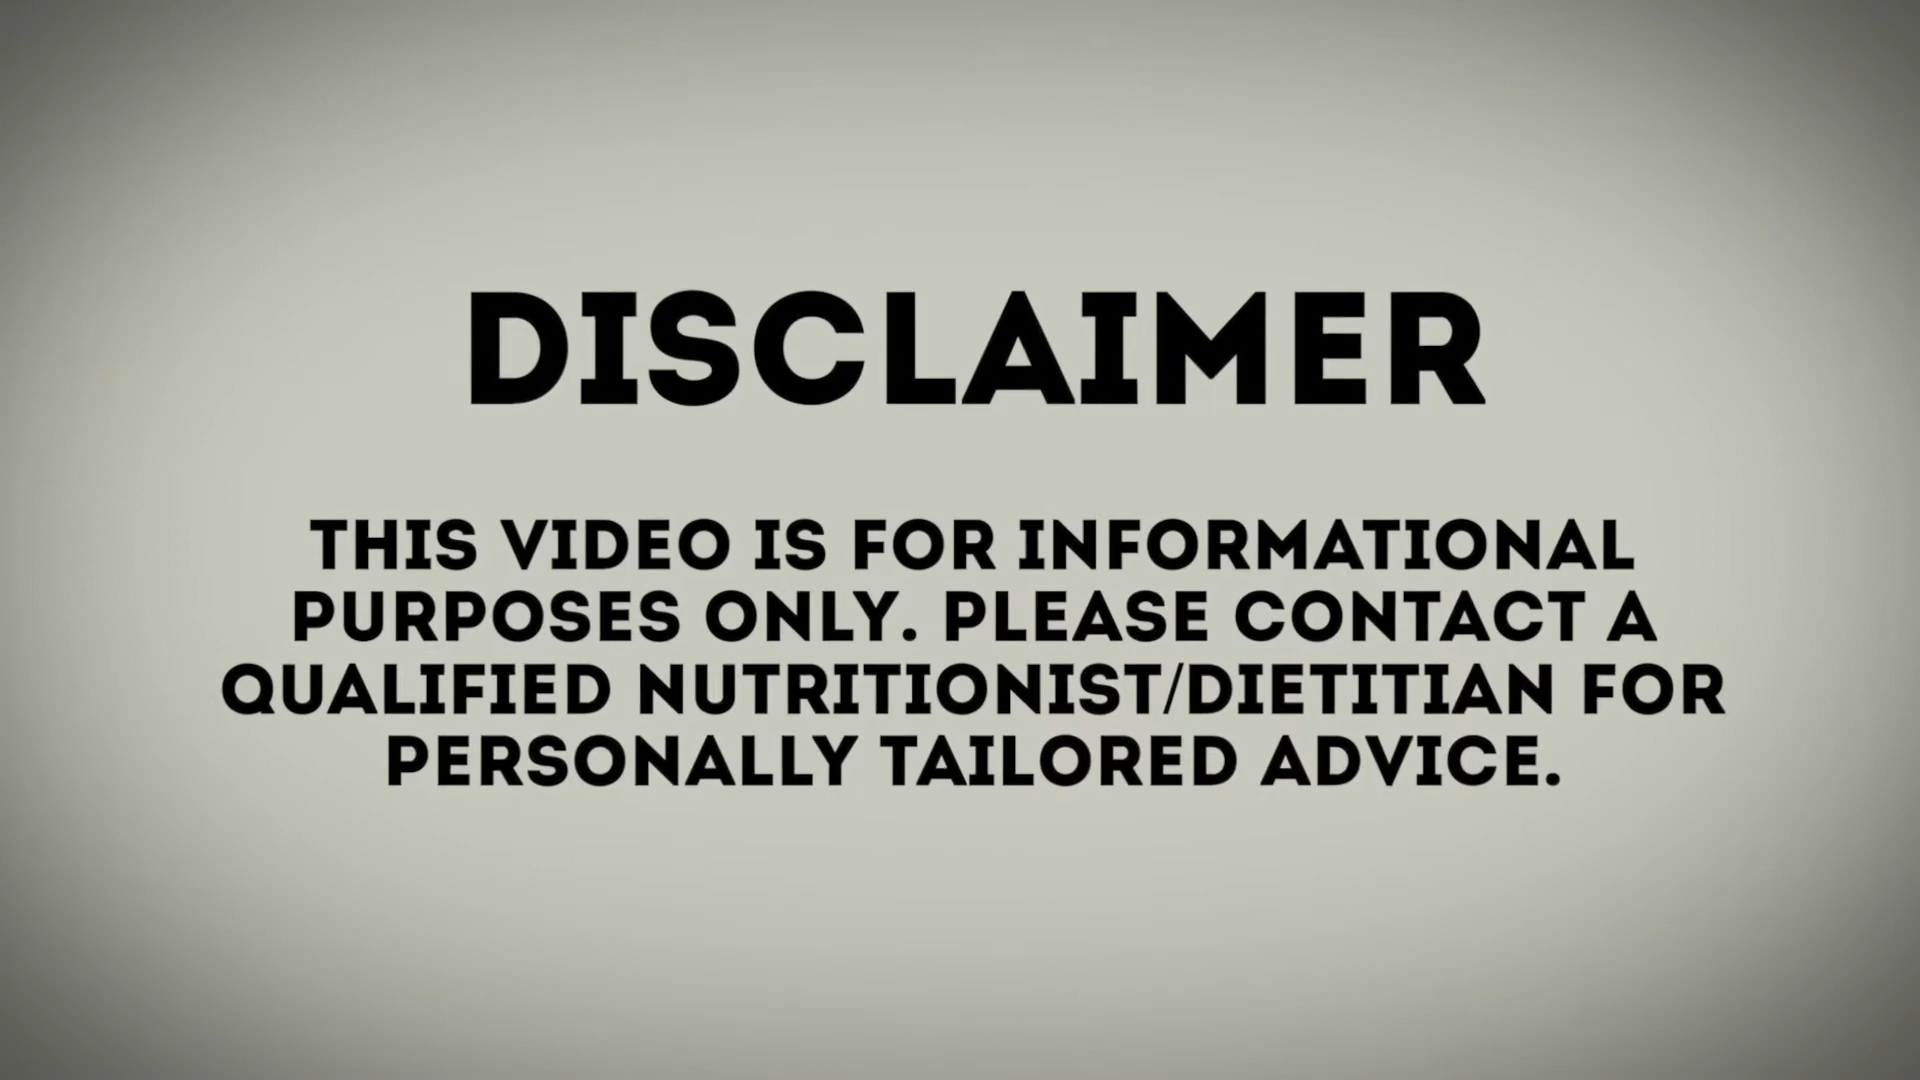 DISCLAIMER
THIS VIDEO IS FOR INFORMATIONAL
PURPOSES ONLY. PLEASE CONTACT A
QUALIFIED NUTRITIONIST/DIETITIAN FOR
PERSONALLY TAILORED ADVICE.